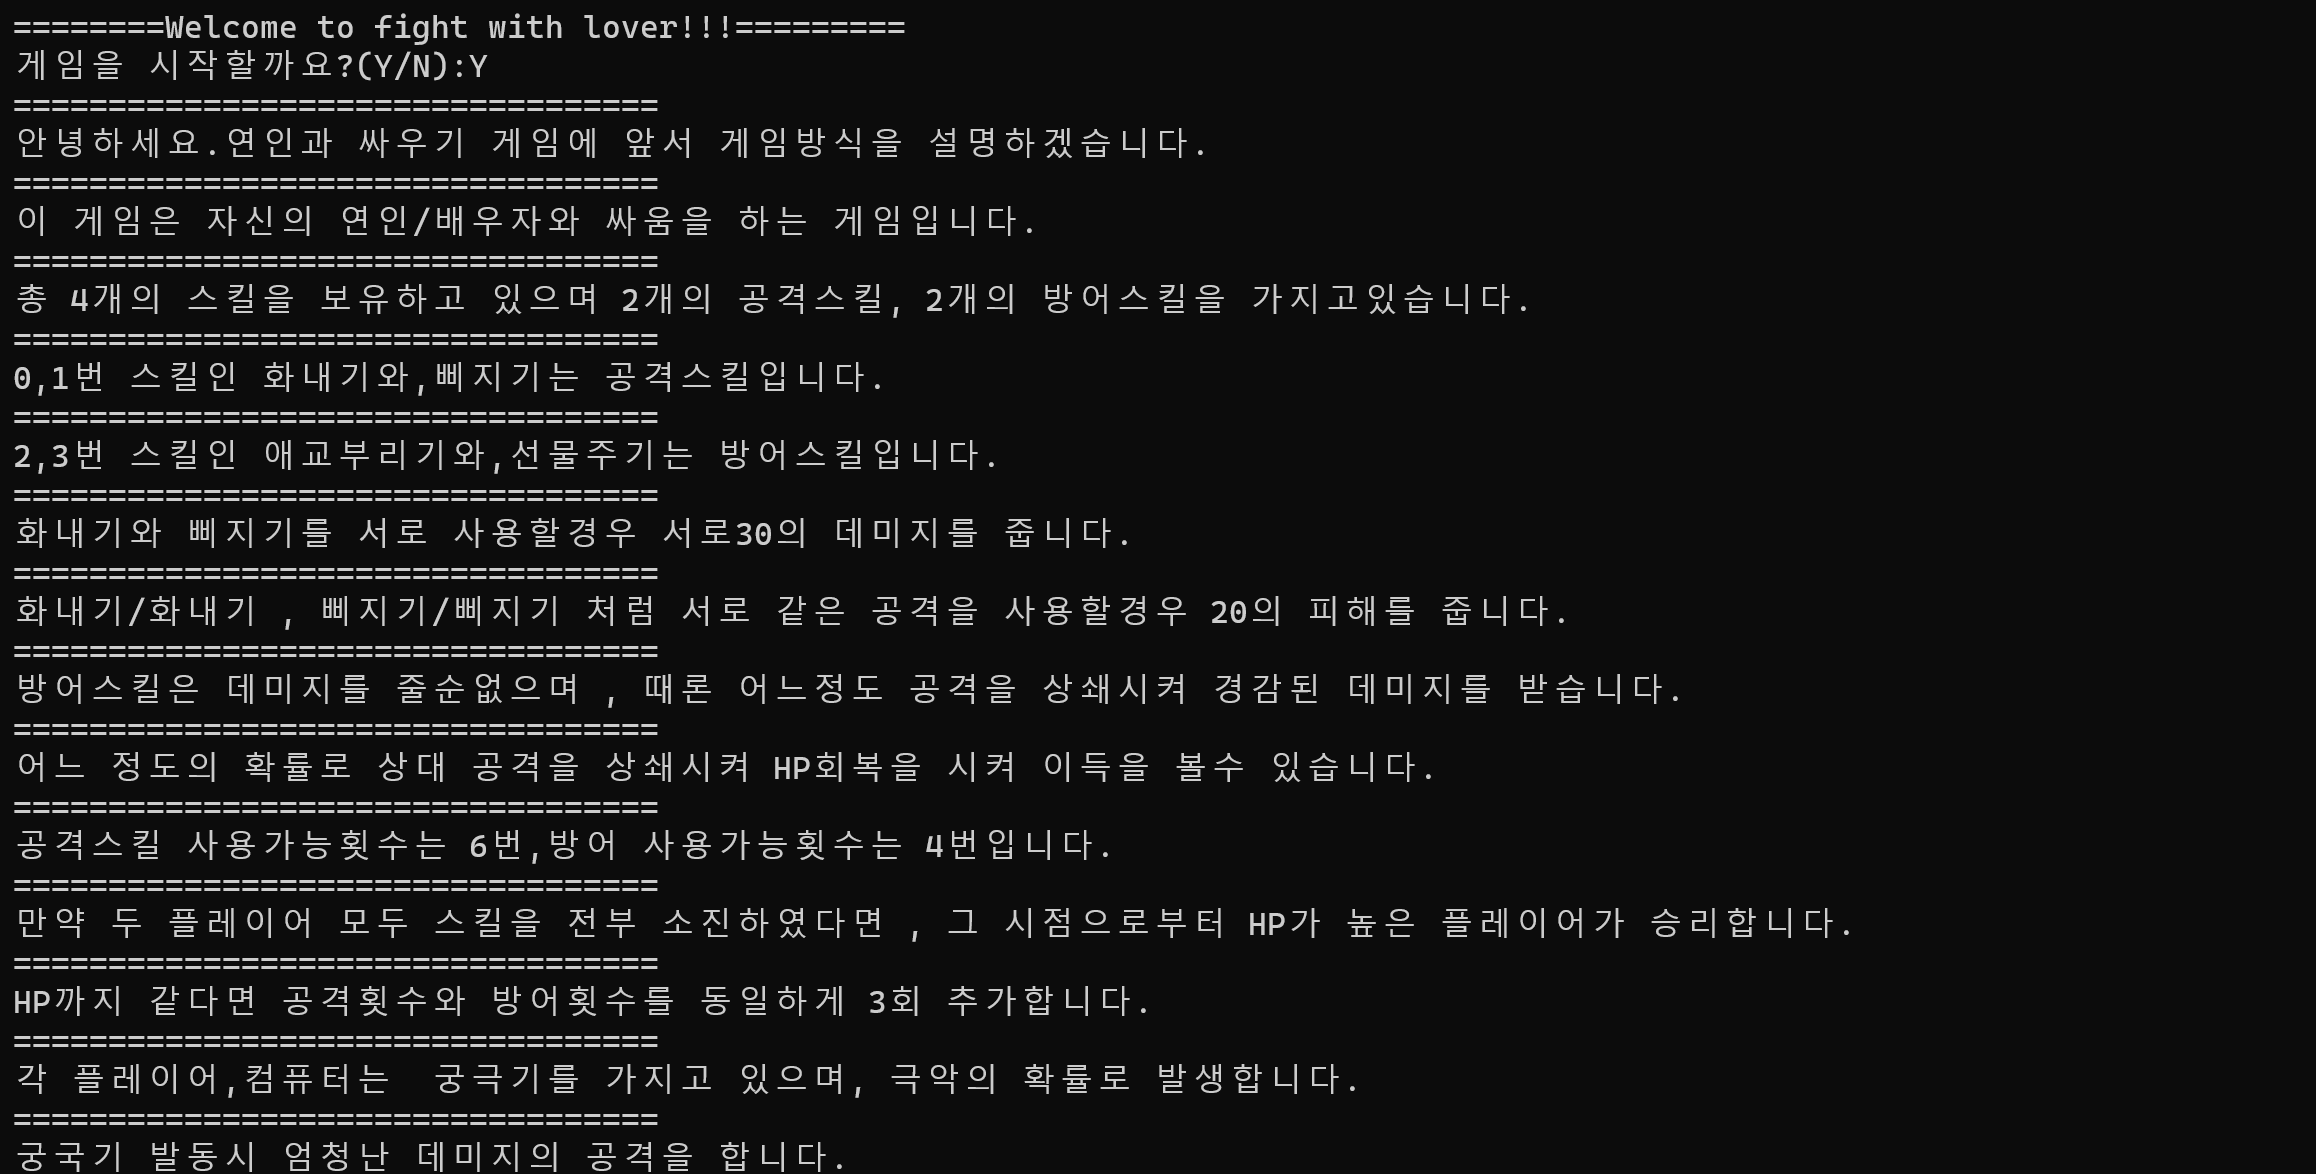 ========Welcome to fight with lover!!!=========
게임을 시작할까요?(Y/N):Y
==================================
안녕하세요.연인과 싸우기 게임에 앞서 게임방식을 설명하겠습니다.
==================================
이 게임은 자신의 연인/배우자와 싸움을 하는 게임입니다.
==================================
총 4개의 스킬을 보유하고 있으며 2개의 공격스킬, 2개의 방어스킬을 가지고있습니다.
==================================
0,1번 스킬인 화내기와,삐지기는 공격스킬입니다.
==================================
2,3번 스킬인 애교부리기와,선물주기는 방어스킬입니다.
==================================
화내기와 삐지기를 서로 사용할경우 서로30의 데미지를 줍니다.
==================================
화내기/화내기 , 삐지기/삐지기 처럼 서로 같은 공격을 사용할경우 20의 피해를 줍니다.
==================================
방어스킬은 데미지를 줄순없으며 , 때론 어느정도 공격을 상쇄시켜 경감된 데미지를 받습니다.
==================================
어느 정도의 확률로 상대 공격을 상쇄시켜 HP회복을 시켜 이득을 볼수 있습니다.
==================================
공격스킬 사용가능횟수는 6번,방어 사용가능횟수는 4번입니다.
==================================
만약 두 플레이어 모두 스킬을 전부 소진하였다면 , 그 시점으로부터 HP가 높은 플레이어가 승리합니다.
==================================
HP까지 같다면 공격횟수와 방어횟수를 동일하게 3회 추가합니다.
==================================
각 플레이어,컴퓨터는  궁극기를 가지고 있으며, 극악의 확률로 발생합니다.
==================================
궁국기 발동시 엄청난 데미지의 공격을 합니다.